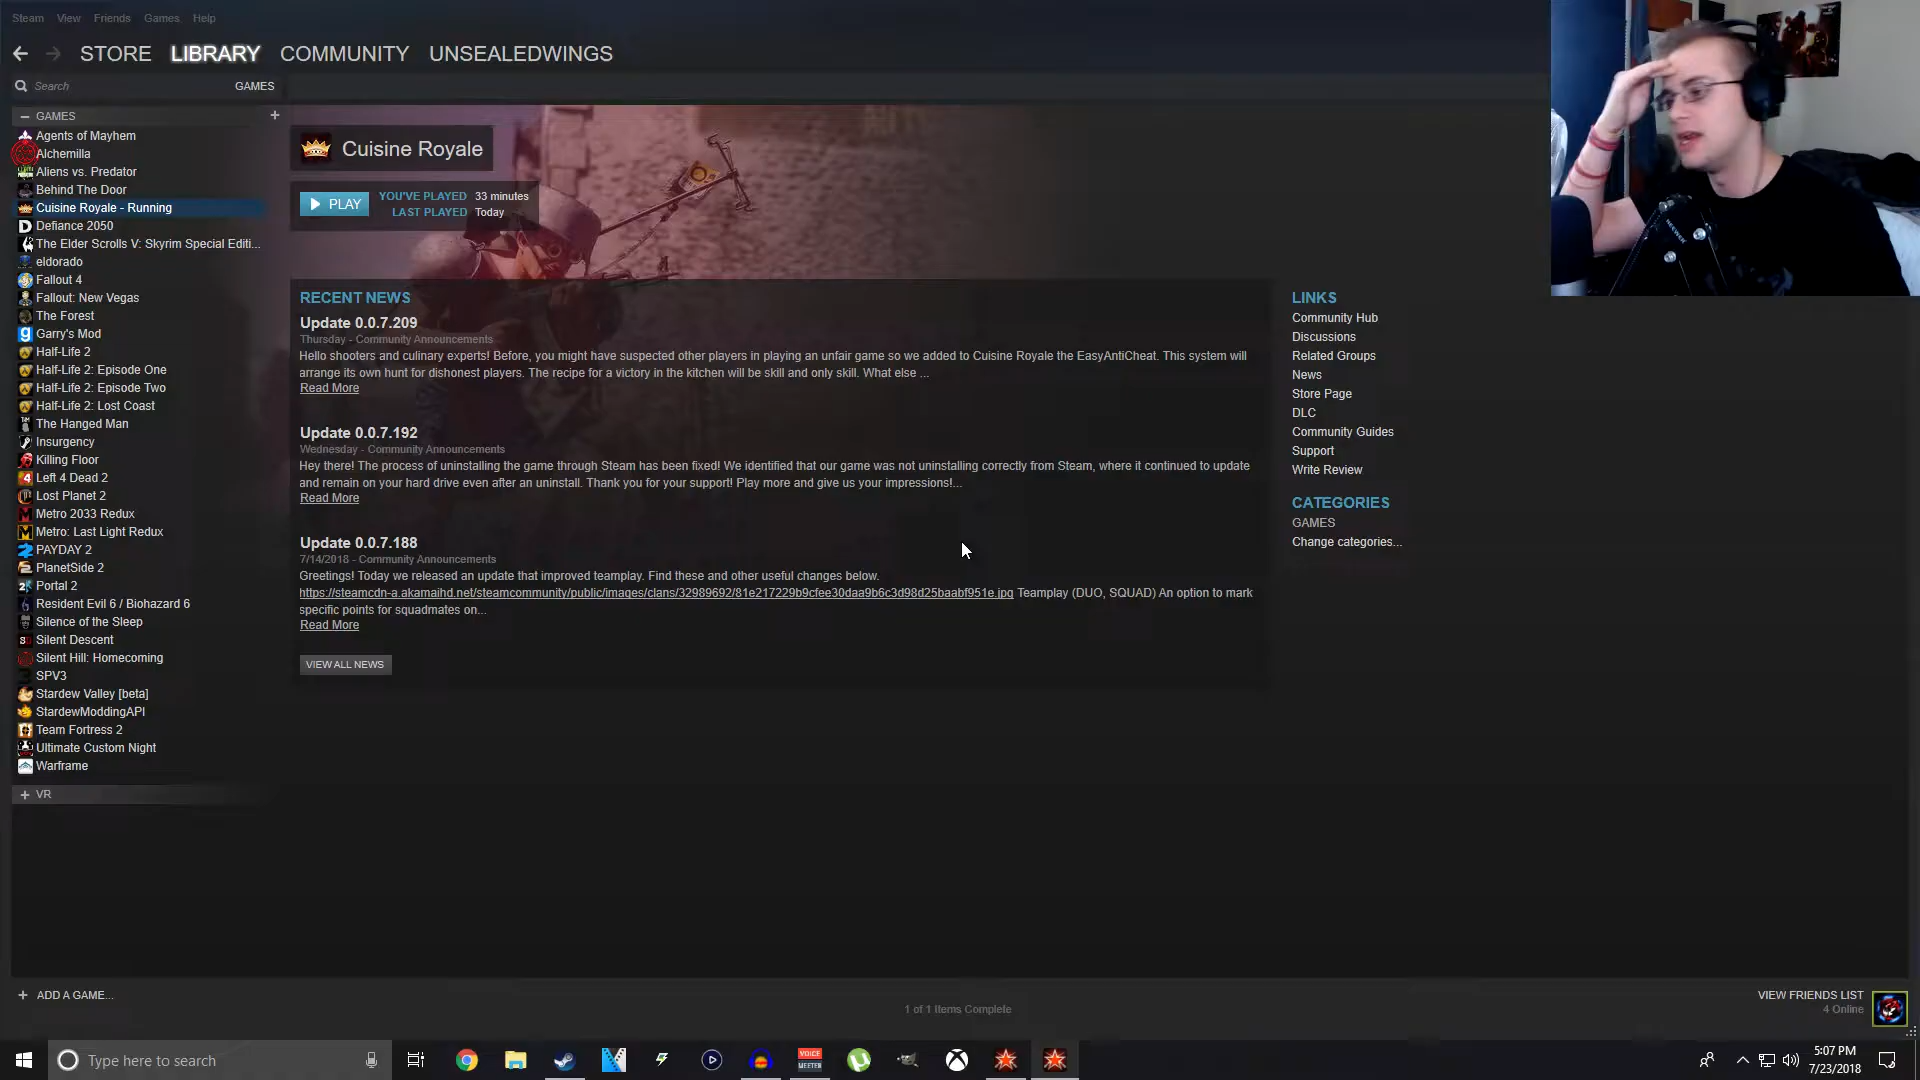 Steam View Friends Games Help
STORE LIBRARY COMMUNITY UNSEALEDWINGS
Search GAMES
GAMES
Agents of Mayhem
Alchemilla
Aliens vs. Predator
Behind The Door
Cuisine Royale - Running
Defiance 2050
The Elder Scrolls V: Skyrim Special Editi...
eldorado
Fallout 4
Fallout: New Vegas
The Forest
Garry's Mod
Half-Life 2
Half-Life 2: Episode One
Half-Life 2: Episode Two
Half-Life 2: Lost Coast
The Hanged Man
Insurgency
Killing Floor
Left 4 Dead 2
Lost Planet 2
Metro 2033 Redux
Metro: Last Light Redux
PAYDAY 2
PlanetSide 2
Portal 2
Resident Evil 6 / Biohazard 6
Silence of the Sleep
Silent Descent
Silent Hill: Homecoming
SPV3
Stardew Valley [beta]
StardewModdingAPI
Team Fortress 2
Ultimate Custom Night
Warframe
VR
Cuisine Royale
PLAY
YOU'VE PLAYED 33 minutes
LAST PLAYED Today
RECENT NEWS
Update 0.0.7.209
Thursday - Community Announcements
Hello shooters and culinary experts! Before, you might have suspected other players in playing an unfair game so we added to Cuisine Royale the EasyAntiCheat. This system will
arrange its own hunt for dishonest players. The recipe for a victory in the kitchen will be skill and only skill. What else ...
Read More
Update 0.0.7.192
Wednesday - Community Announcements
Hey there! The process of uninstalling the game through Steam has been fixed! We identified that our game was not uninstalling correctly from Steam, where it continued to update
and remain on your hard drive even after an uninstall. Thank you for your support! Play more and give us your impressions!...
Read More
Update 0.0.7.188
7/14/2018 - Community Announcements
Greetings! Today we released an update that improved teamplay. Find these and other useful changes below.
https://steamcdn-a.akamaihd.net/steamcommunity/public/images/clans/32989692/81e217229b9cfee30daa9b6c3d98d25baabf951e.jpg Teamplay (DUO, SQUAD) An option to mark
specific points for squadmates on...
Read More
VIEW ALL NEWS
LINKS
Community Hub
Discussions
Related Groups
News
Store Page
DLC
Community Guides
Support
Write Review
CATEGORIES
GAMES
Change categories...
ADD A GAME...
1 of 1 Items Complete
VIEW FRIENDS LIST
4 Online
Type here to search
VOICE
MEETER
5:07 PM
7/23/2018